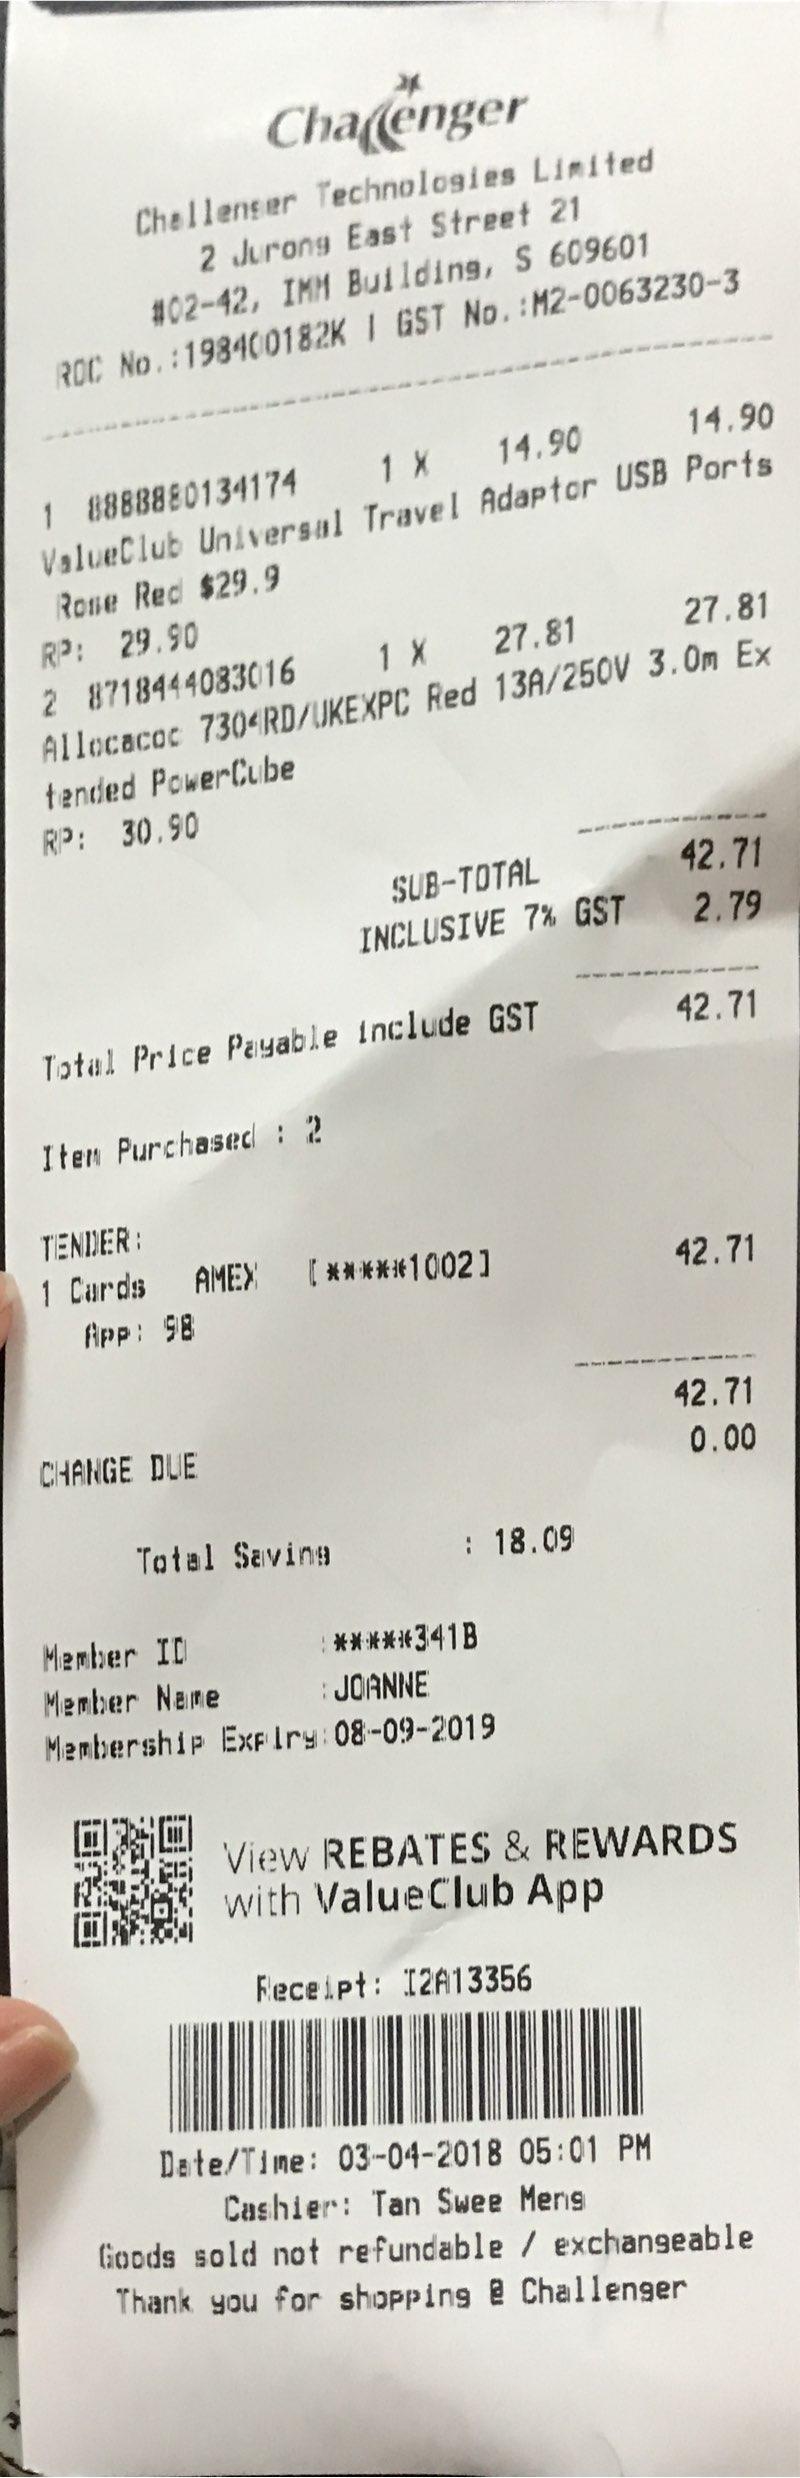 Challenger
Challenger Technologies Limited
2 Jurong East Street 21
#02-42, IMM Building, S 609601
ROC No.:198400182K | GST No.:M2-0063230-3
1 8888880134174 1 X 14.90 14.90
ValueClub Universal Travel Adaptor USB Ports
Rose Red $29.9
RP: 29.90
2 8718444083016 1 X 27.81 27.81
Allocacoc 7304RD/UKEXPC Red 13A/250V 3.0m Ex
tended PowerCube
RP: 30.90
SUB-TOTAL 42.71
INCLUSIVE 7% GST 2.79
Total Price Payable include GST 42.71
Item Purchased : 2
TENDER:
1 Cards AMEX [*****1002] 42.71
App: 98
42.71
CHANGE DUE 0.00
Total Saving : 18.09
Member ID :*****341B
Member Name :JOANNE
Membership Expiry:08-09-2019
View REBATES & REWARDS
with ValueClub App
Receipt: I2A13356
Date/Time: 03-04-2018 05:01 PM
Cashier: Tan Swee Meng
Goods sold not refundable / exchangeable
Thank you for shopping @ Challenger